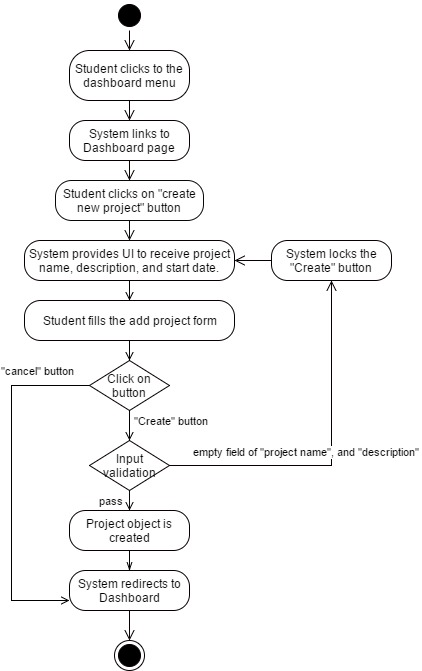 Student clicks to the
dashboard menu
System links to
Dashboard page
Student clicks on "create
new project" button
System provides UI to receive project
name, description, and start date.
System locks the
"Create" button
Student fills the add project form
"cancel" button
Click on
button
"Create" button
Input
validation
empty field of "project name", and "description"
pass
Project object is
created
System redirects to
Dashboard